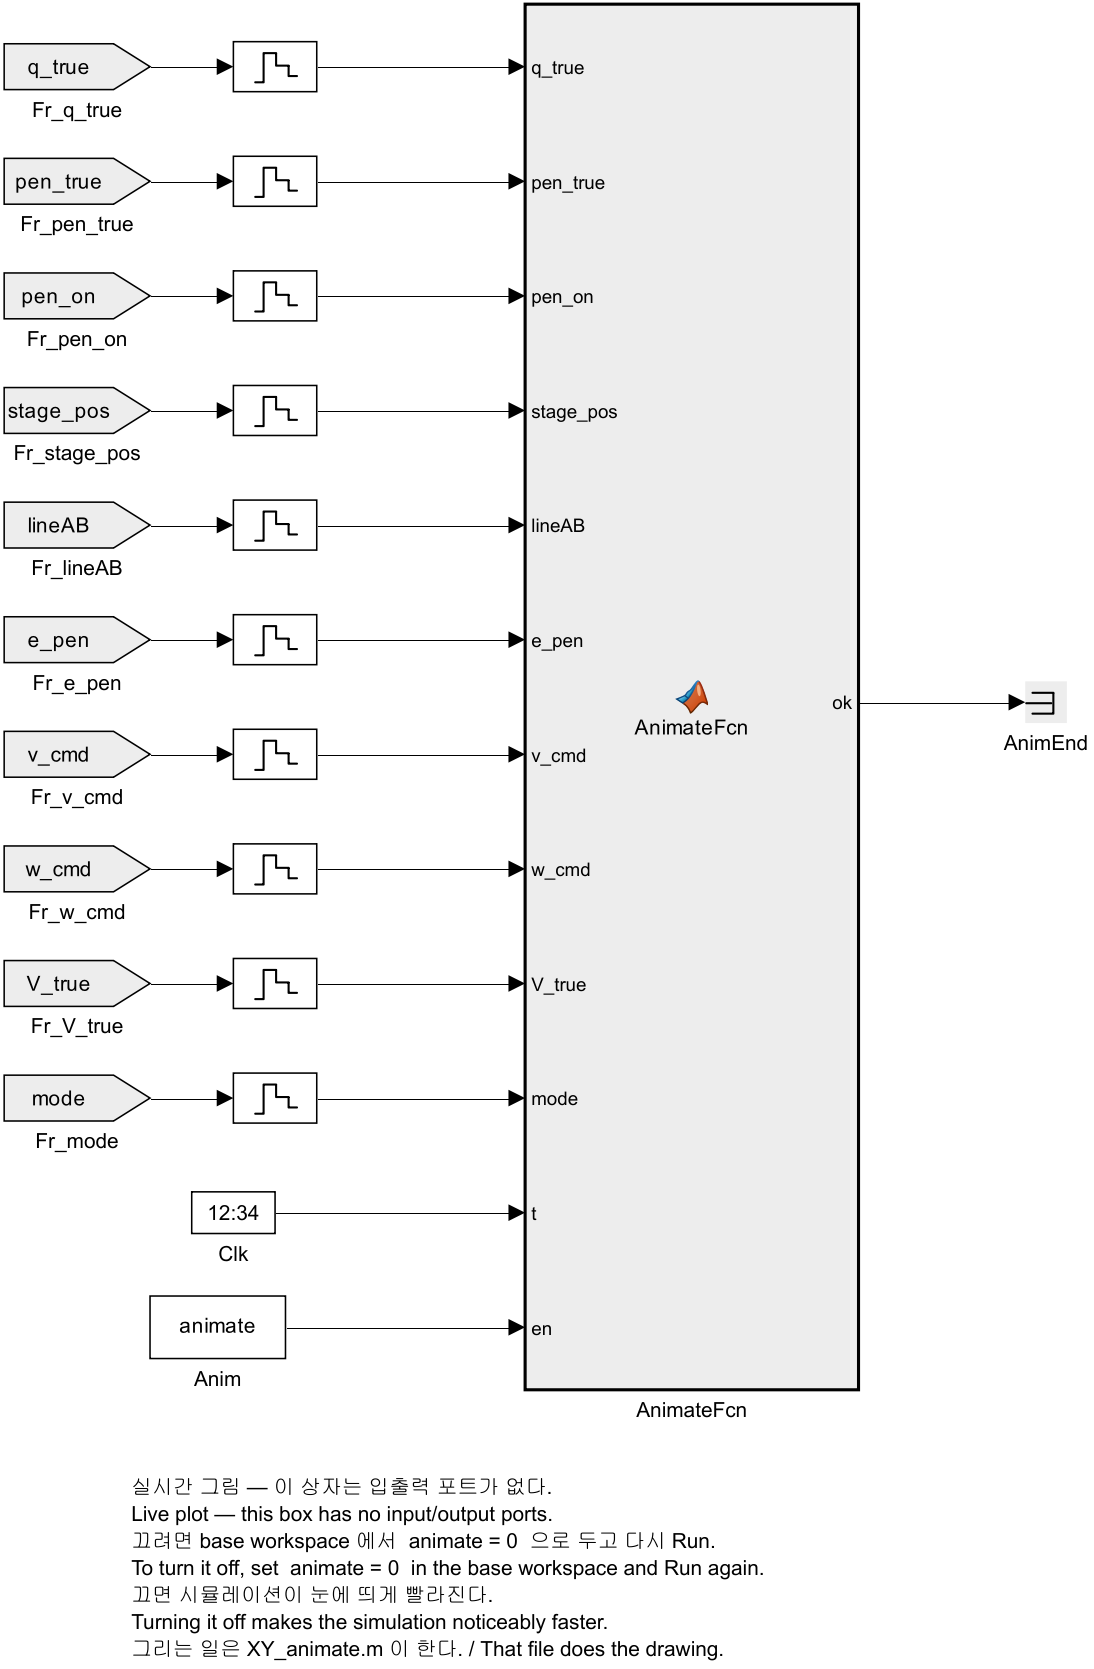 q_true
Fr_q_true
q_true
pen_true
Fr_pen_true
pen_true
pen_on
Fr_pen_on
pen_on
stage_pos
Fr_stage_pos
stage_pos
lineAB
Fr_lineAB
lineAB
e_pen
Fr_e_pen
e_pen
AnimateFcn
ok
AnimEnd
v_cmd
Fr_v_cmd
v_cmd
w_cmd
Fr_w_cmd
w_cmd
V_true
Fr_V_true
V_true
mode
Fr_mode
mode
12:34
Clk
t
animate
Anim
en
AnimateFcn
실시간 그림 — 이 상자는 입출력 포트가 없다.
Live plot — this box has no input/output ports.
끄려면 base workspace 에서 animate = 0 으로 두고 다시 Run.
To turn it off, set animate = 0 in the base workspace and Run again.
끄면 시뮬레이션이 눈에 띄게 빨라진다.
Turning it off makes the simulation noticeably faster.
그리는 일은 XY_animate.m 이 한다. / That file does the drawing.